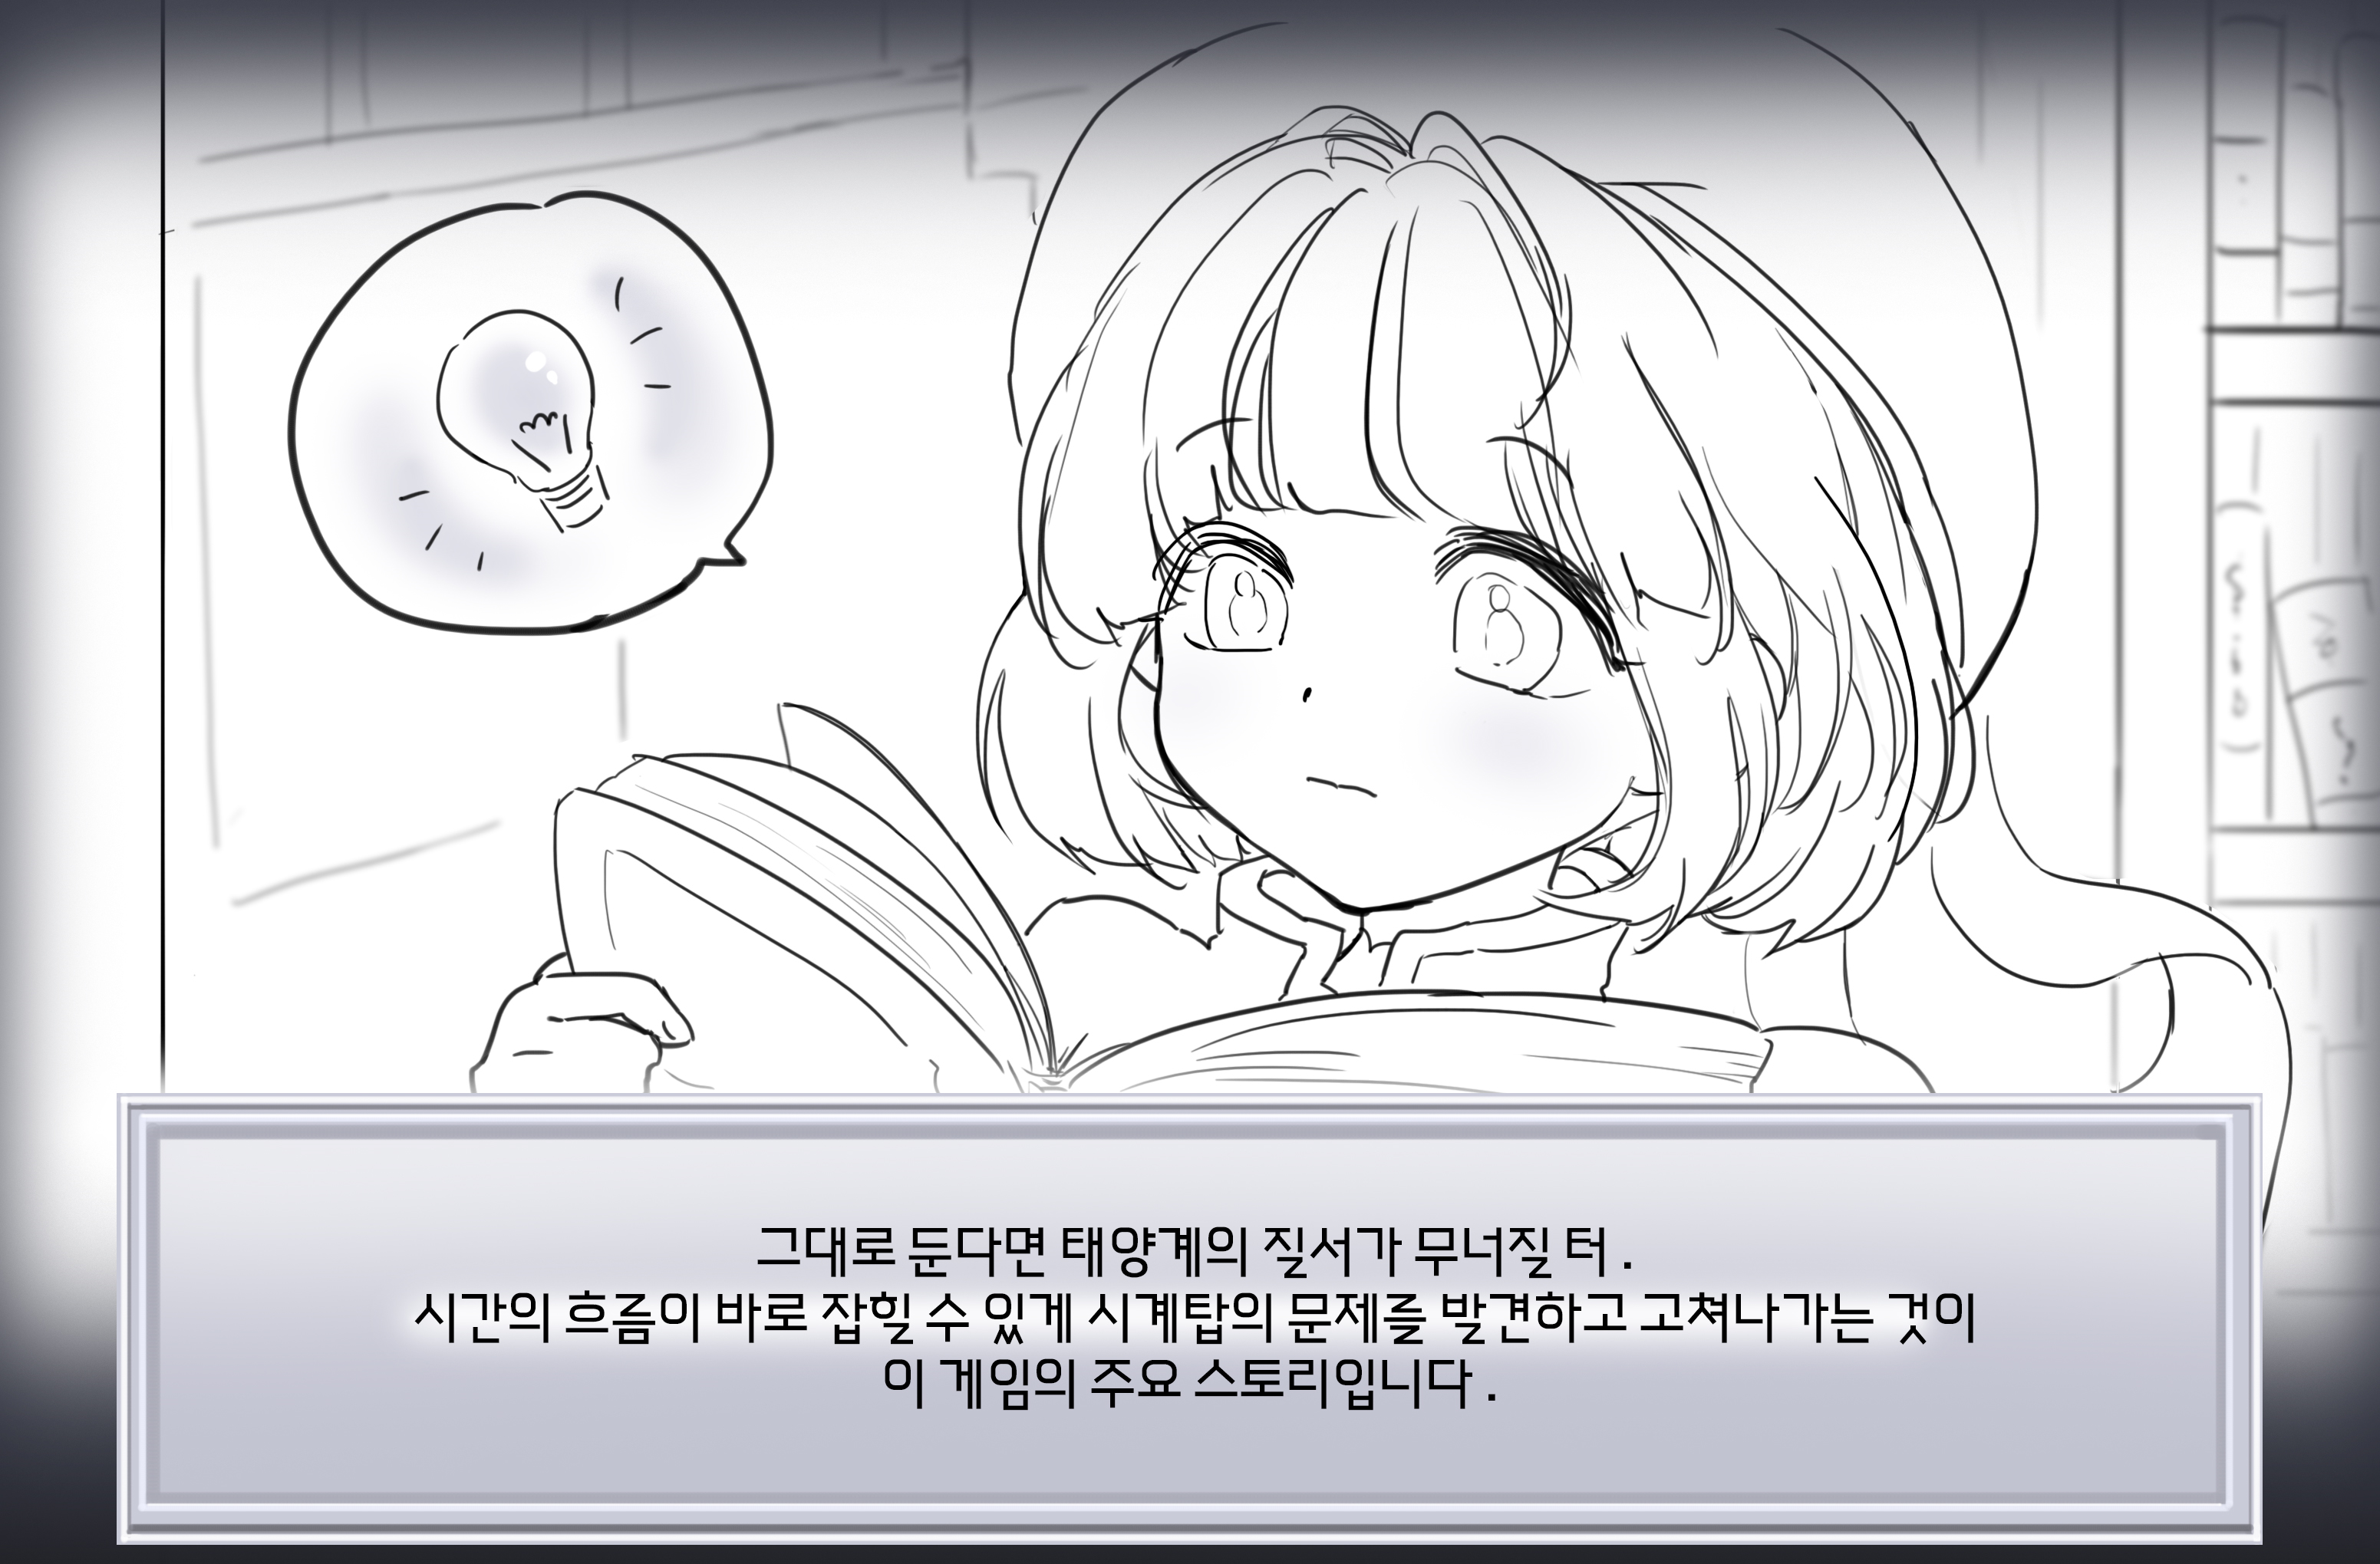 그대로 둔다면 태양계의 질서가 무너질 터 .
시간의 흐름이 바로 잡힐 수 있게 시계탑의 문제를 발견하고 고쳐나가는 것이
이 게임의 주요 스토리입니다 .